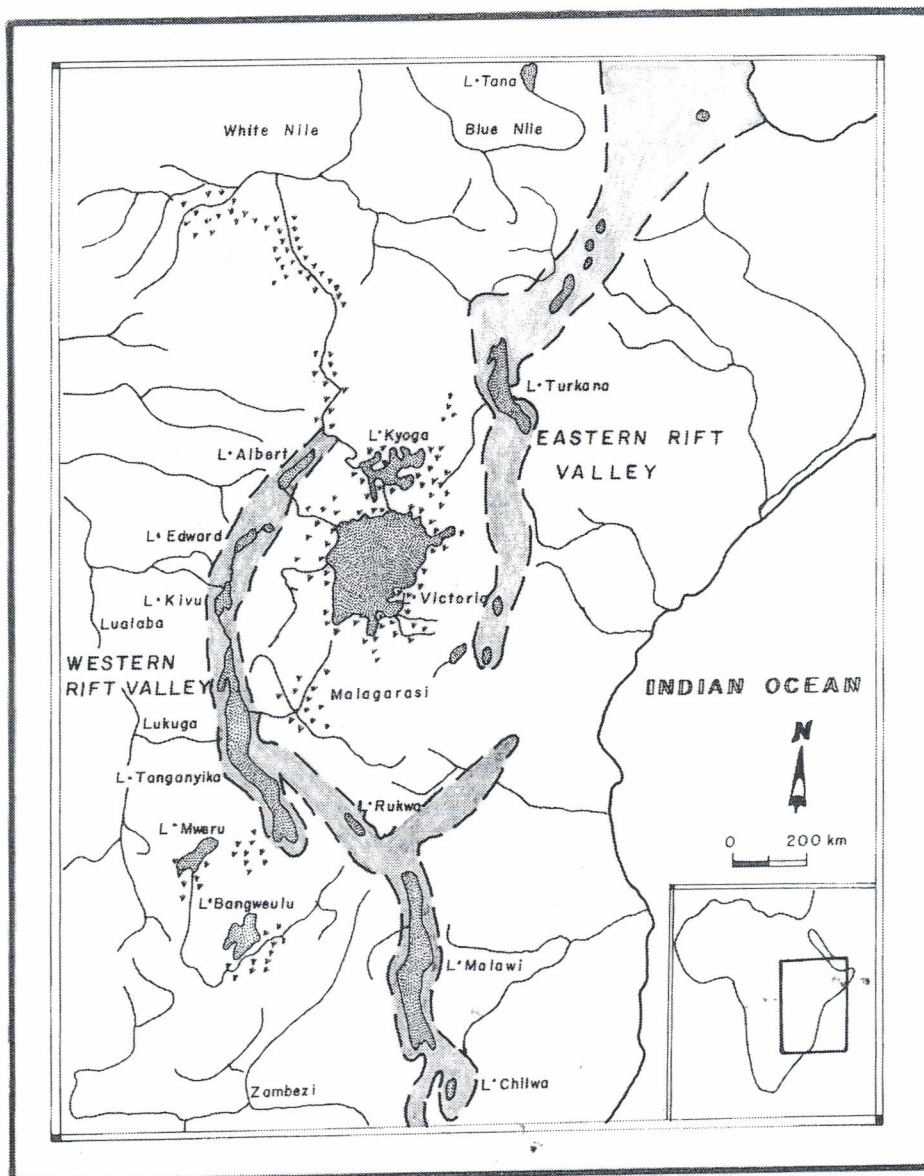 L·Tana
White Nile
Blue Nile
L·Turkana
L·Kyoga
L·Albert
EASTERN RIFT
VALLEY
L·Edward
L·Kivu
L·Victoria
Lualaba
WESTERN
RIFT VALLEY
Malagarasi
INDIAN OCEAN
Lukuga
N
L·Tanganyika
L·Rukwa
L·Mweru
0 200 km
L·Bangweulu
L·Malawi
L·Chilwa
Zambezi